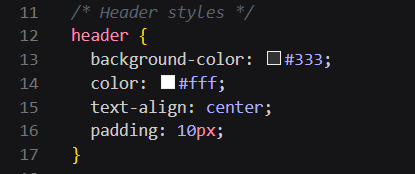 11 /* Header styles */
12 header {
13 background-color: #333;
14 color: #fff;
15 text-align: center;
16 padding: 10px;
17 }